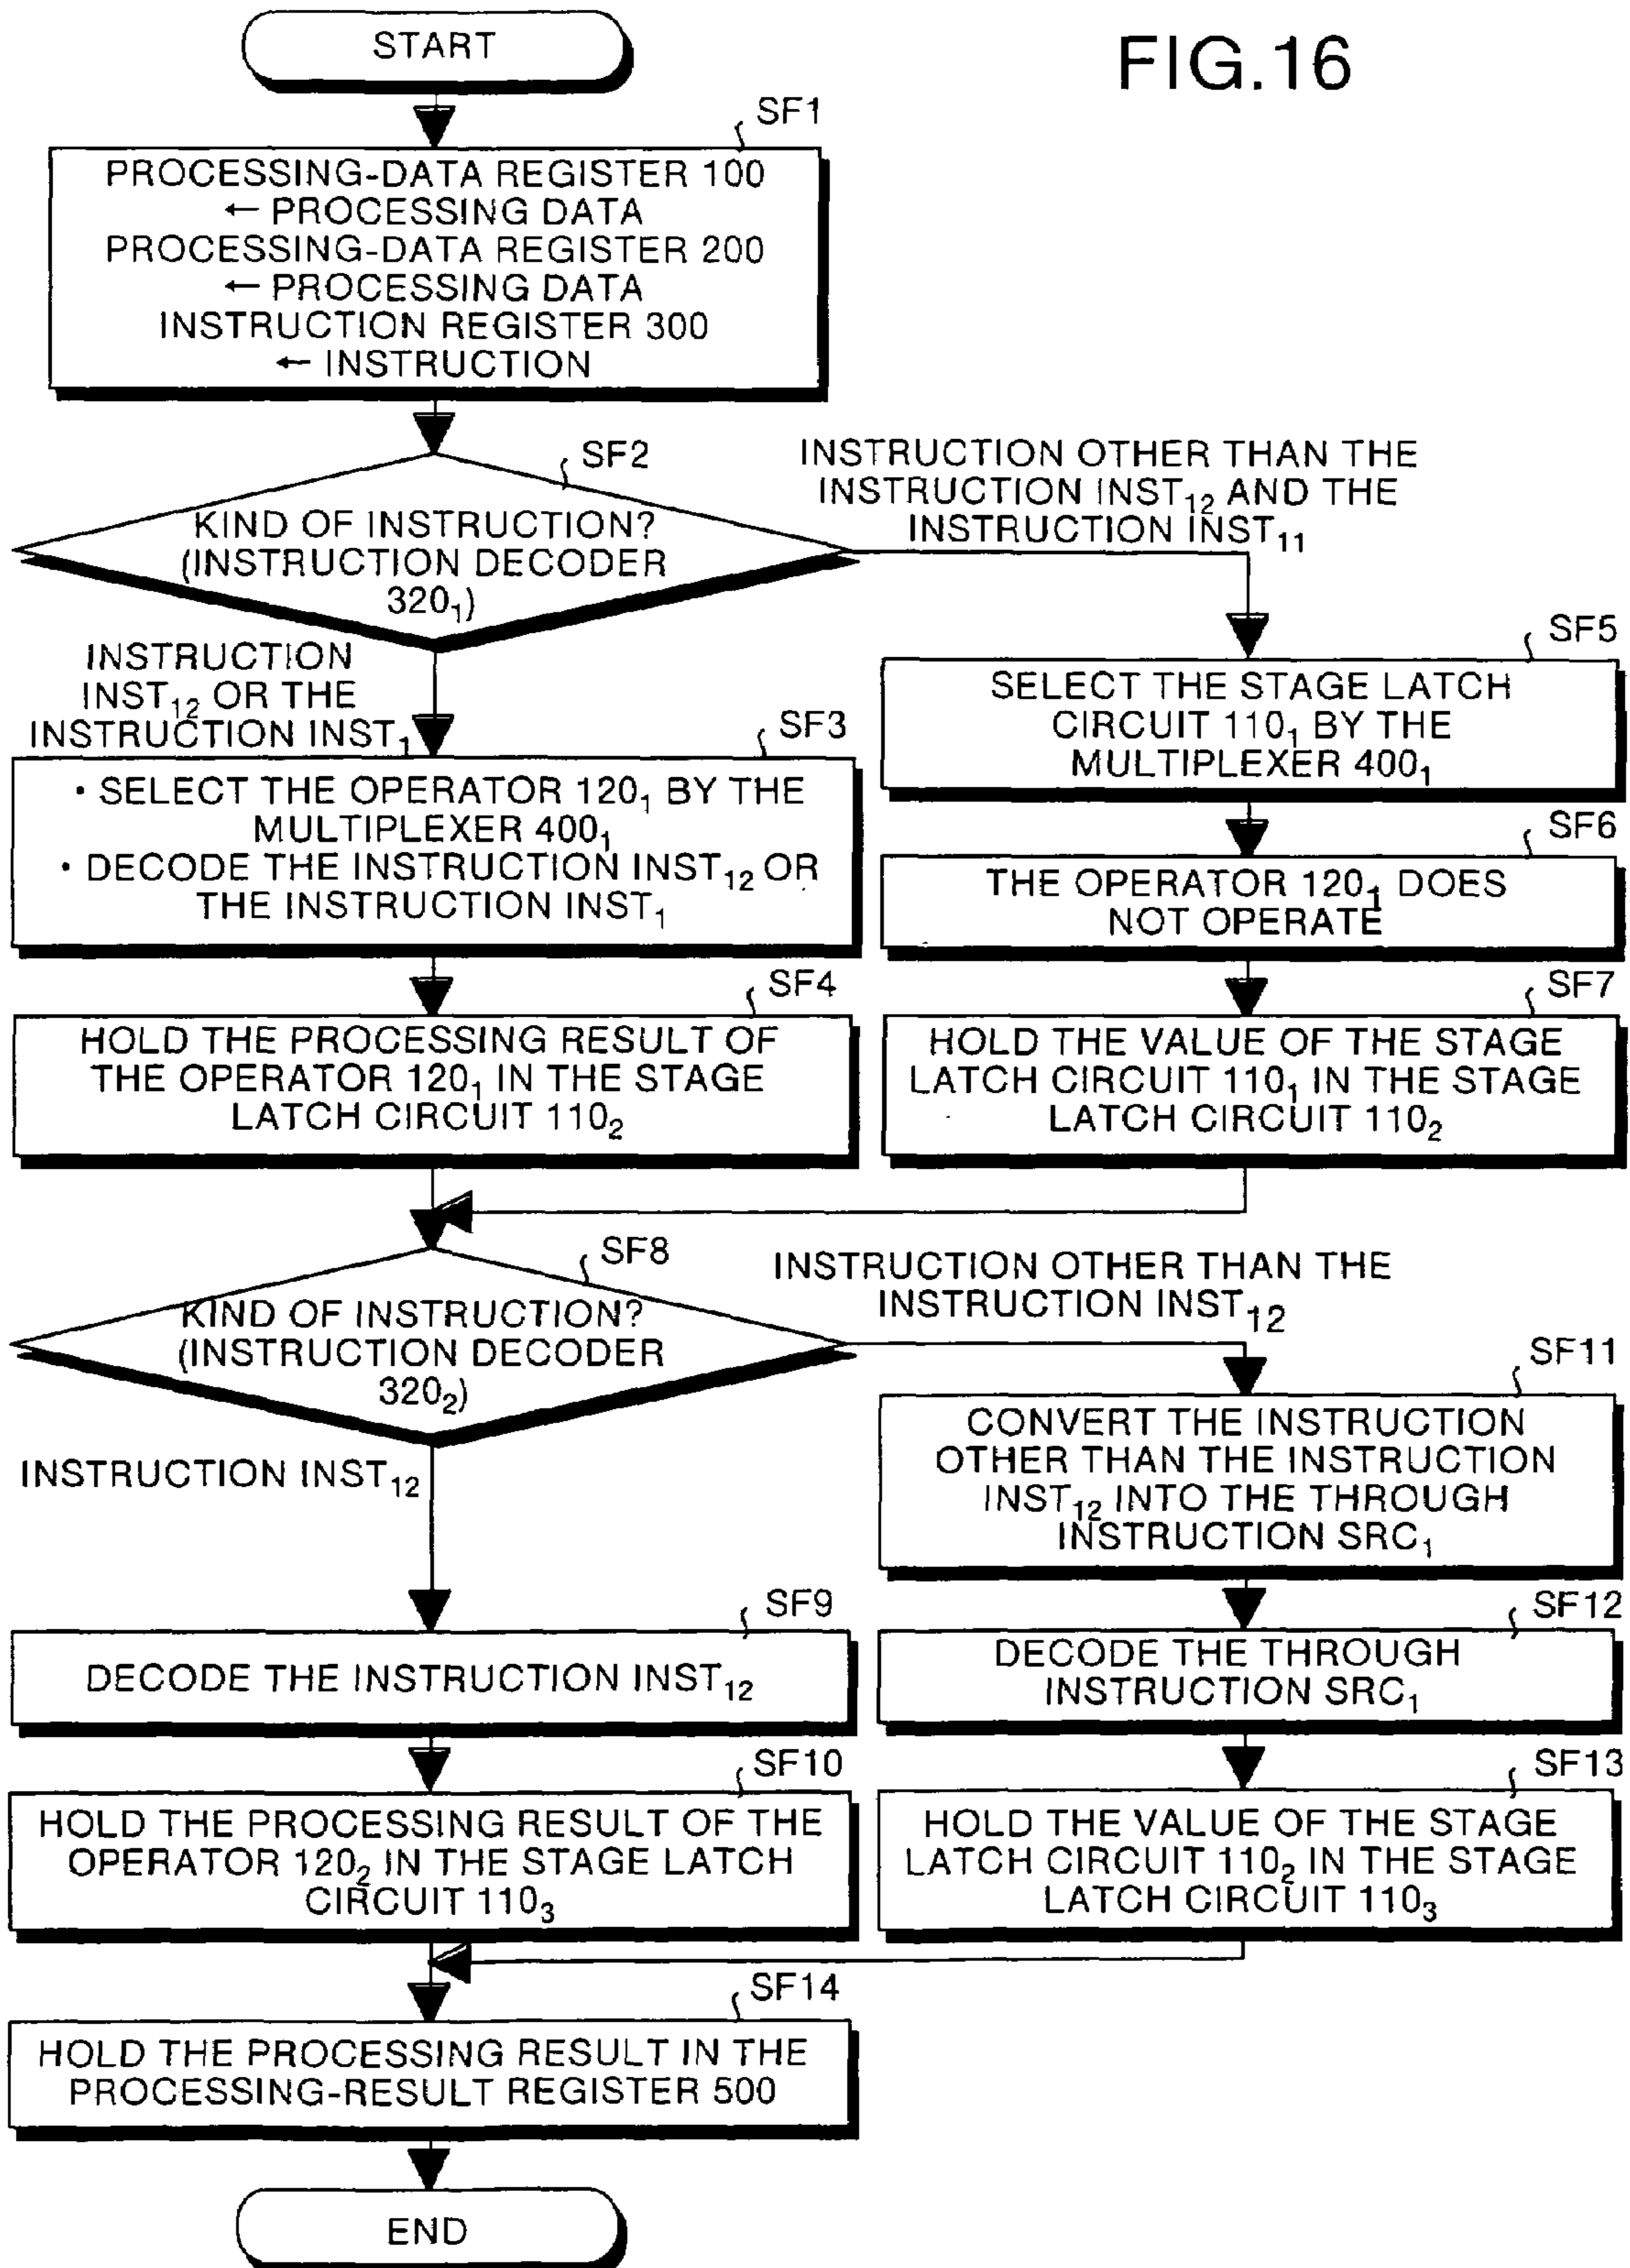 FIG.16
START
SF1
PROCESSING-DATA REGISTER 100
← PROCESSING DATA
PROCESSING-DATA REGISTER 200
← PROCESSING DATA
INSTRUCTION REGISTER 300
← INSTRUCTION
SF2
KIND OF INSTRUCTION?
(INSTRUCTION DECODER
320₁)
INSTRUCTION OTHER THAN THE
INSTRUCTION INST₁₂ AND THE
INSTRUCTION INST₁₁
INSTRUCTION
INST₁₂ OR THE
INSTRUCTION INST₁
SF3
· SELECT THE OPERATOR 120₁ BY THE
MULTIPLEXER 400₁
· DECODE THE INSTRUCTION INST₁₂ OR
THE INSTRUCTION INST₁
SF4
HOLD THE PROCESSING RESULT OF
THE OPERATOR 120₁ IN THE STAGE
LATCH CIRCUIT 110₂
SF5
SELECT THE STAGE LATCH
CIRCUIT 110₁ BY THE
MULTIPLEXER 400₁
SF6
THE OPERATOR 120₁ DOES
NOT OPERATE
SF7
HOLD THE VALUE OF THE STAGE
LATCH CIRCUIT 110₁ IN THE STAGE
LATCH CIRCUIT 110₂
SF8
KIND OF INSTRUCTION?
(INSTRUCTION DECODER
320₂)
INSTRUCTION OTHER THAN THE
INSTRUCTION INST₁₂
INSTRUCTION INST₁₂
SF9
DECODE THE INSTRUCTION INST₁₂
SF10
HOLD THE PROCESSING RESULT OF THE
OPERATOR 120₂ IN THE STAGE LATCH
CIRCUIT 110₃
SF11
CONVERT THE INSTRUCTION
OTHER THAN THE INSTRUCTION
INST₁₂ INTO THE THROUGH
INSTRUCTION SRC₁
SF12
DECODE THE THROUGH
INSTRUCTION SRC₁
SF13
HOLD THE VALUE OF THE STAGE
LATCH CIRCUIT 110₂ IN THE STAGE
LATCH CIRCUIT 110₃
SF14
HOLD THE PROCESSING RESULT IN THE
PROCESSING-RESULT REGISTER 500
END